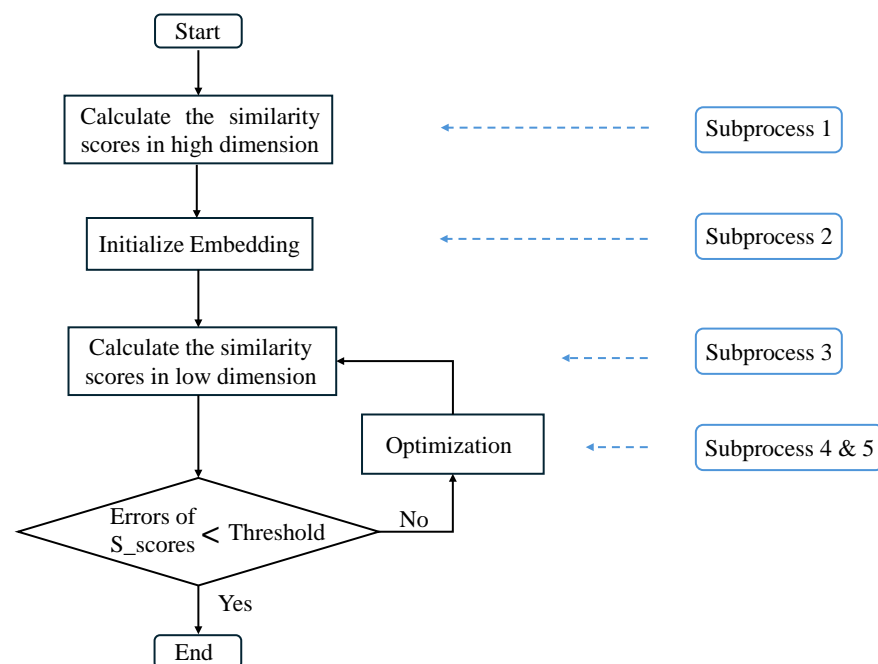 Start
Calculate the similarity
scores in high dimension
Subprocess 1
Initialize Embedding
Subprocess 2
Calculate the similarity
scores in low dimension
Subprocess 3
Optimization
Subprocess 4 & 5
Errors of
S_scores
< Threshold
No
Yes
End